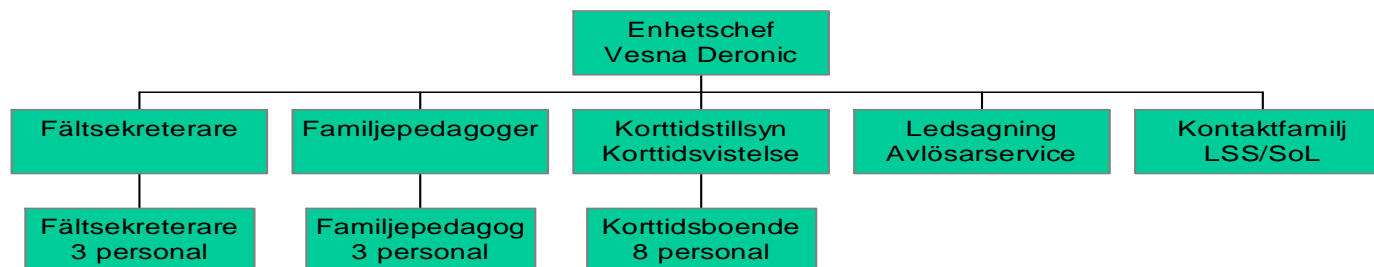 Enhetschef
Vesna Deronic
Fältsekreterare
Familjepedagoger
Korttidstillsyn
Korttidsvistelse
Ledsagning
Avlösarservice
Kontaktfamilj
LSS/SoL
Fältsekreterare
3 personal
Familjepedagog
3 personal
Korttidsboende
8 personal